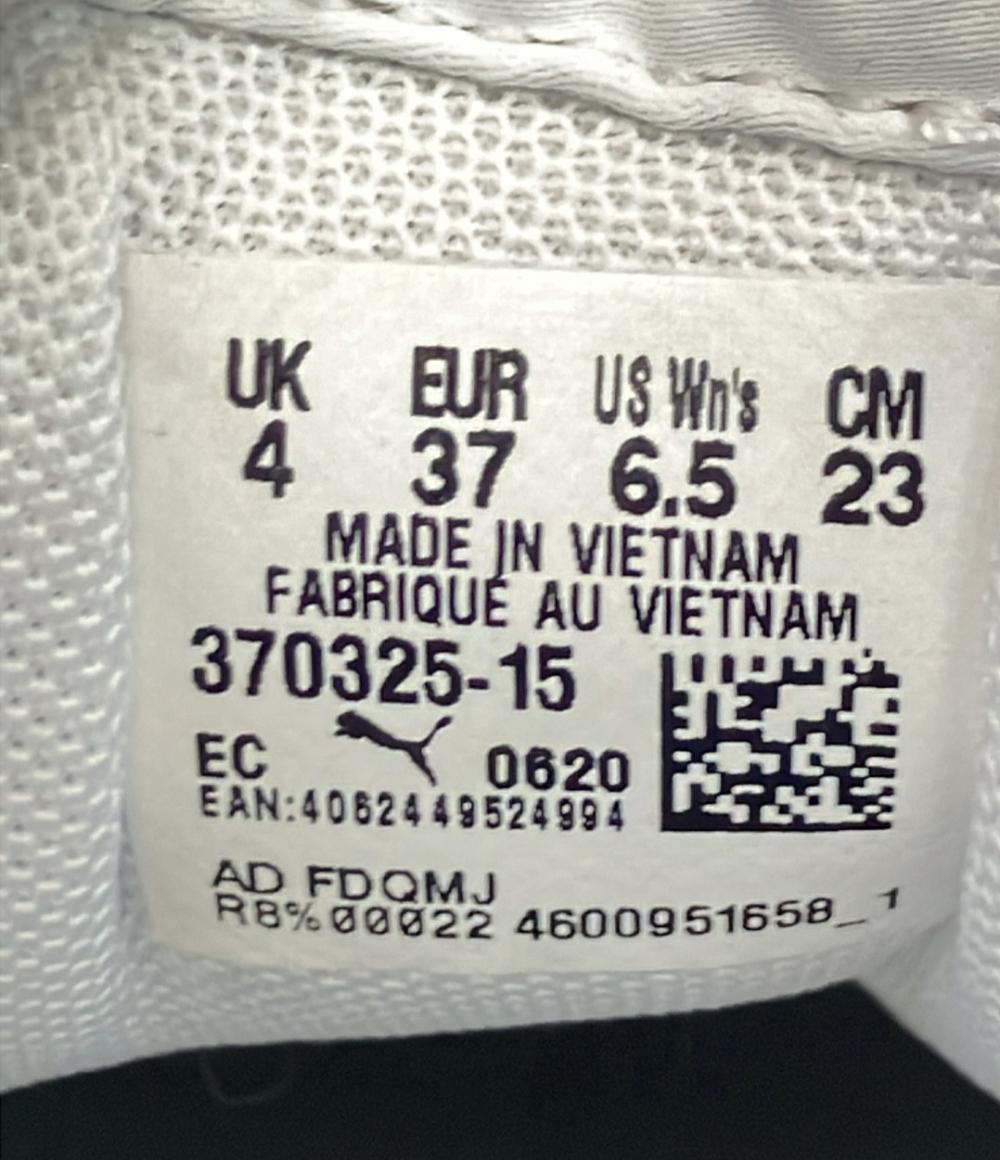 UK EUR US Wn's CM
4 37 6.5 23
MADE IN VIETNAM
FABRIQUÉ AU VIETNAM
370325-15
EC 0620
EAN:4062449524994
AD FDQMJ
R8%00022 4600951658_1